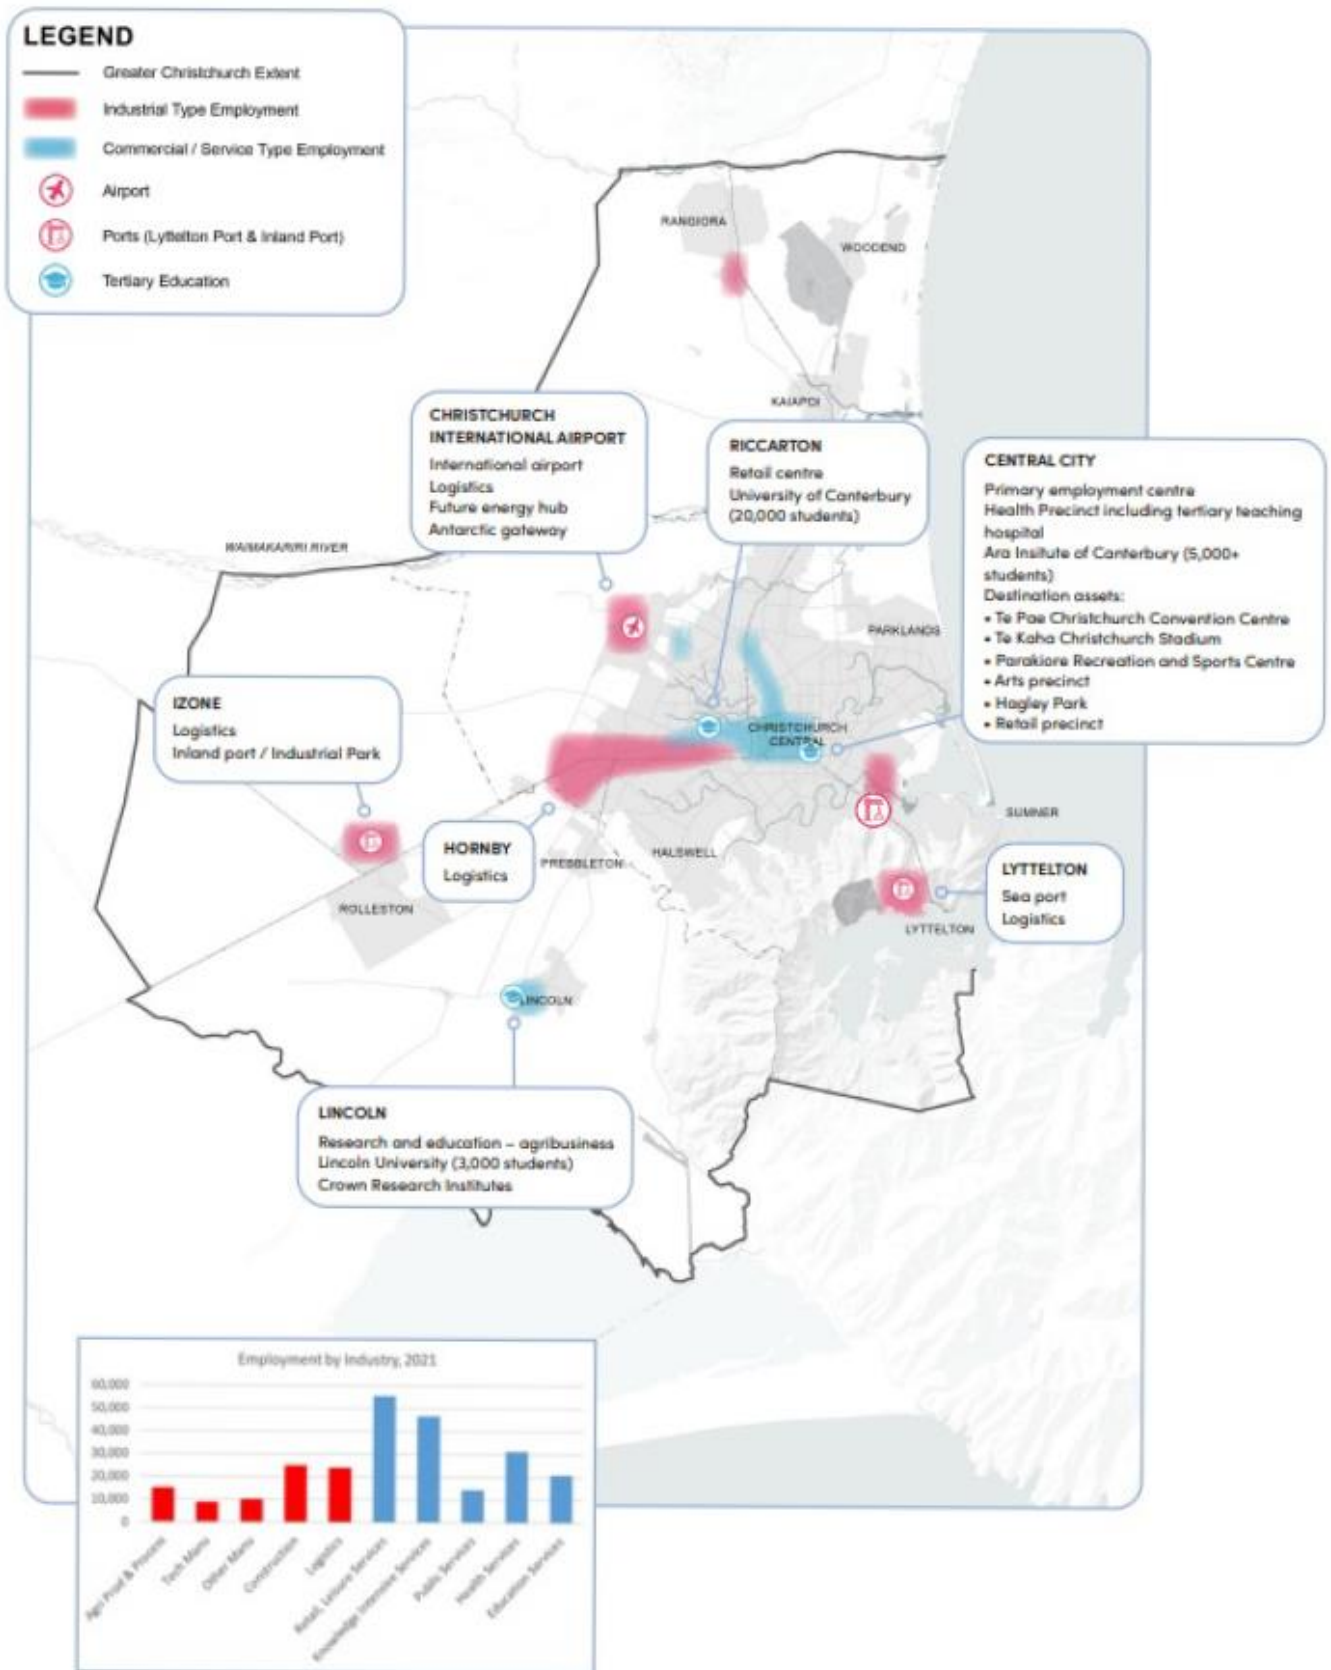 LEGEND
Greater Christchurch Extent
Industrial Type Employment
Commercial / Service Type Employment
Airport
Ports (Lyttelton Port & Inland Port)
Tertiary Education
RANGIORA
WOODEND
KAIAPOI
CHRISTCHURCH
INTERNATIONAL AIRPORT
International airport
Logistics
Future energy hub
Antarctic gateway
RICCARTON
Retail centre
University of Canterbury
(20,000 students)
CENTRAL CITY
Primary employment centre
Health Precinct including tertiary teaching
hospital
Ara Insitute of Canterbury (5,000+
students)
Destination assets:
• Te Pae Christchurch Convention Centre
• Te Kaha Christchurch Stadium
• Parakiore Recreation and Sports Centre
• Arts precinct
• Hagley Park
• Retail precinct
WAIMAKARIRI RIVER
PARKLANDS
IZONE
Logistics
Inland port / Industrial Park
CHRISTCHURCH
CENTRAL
SUMNER
HORNBY
Logistics
PREBBLETON
HALSWELL
LYTTELTON
Sea port
Logistics
ROLLESTON
LYTTELTON
LINCOLN
LINCOLN
Research and education – agribusiness
Lincoln University (3,000 students)
Crown Research Institutes
Employment by Industry, 2021
60,000
50,000
40,000
30,000
20,000
10,000
0
Agri Prod & Process
Tech Manu
Other Manu
Construction
Logistics
Retail, Leisure Services
Knowledge Intensive Services
Public Services
Health Services
Education Services